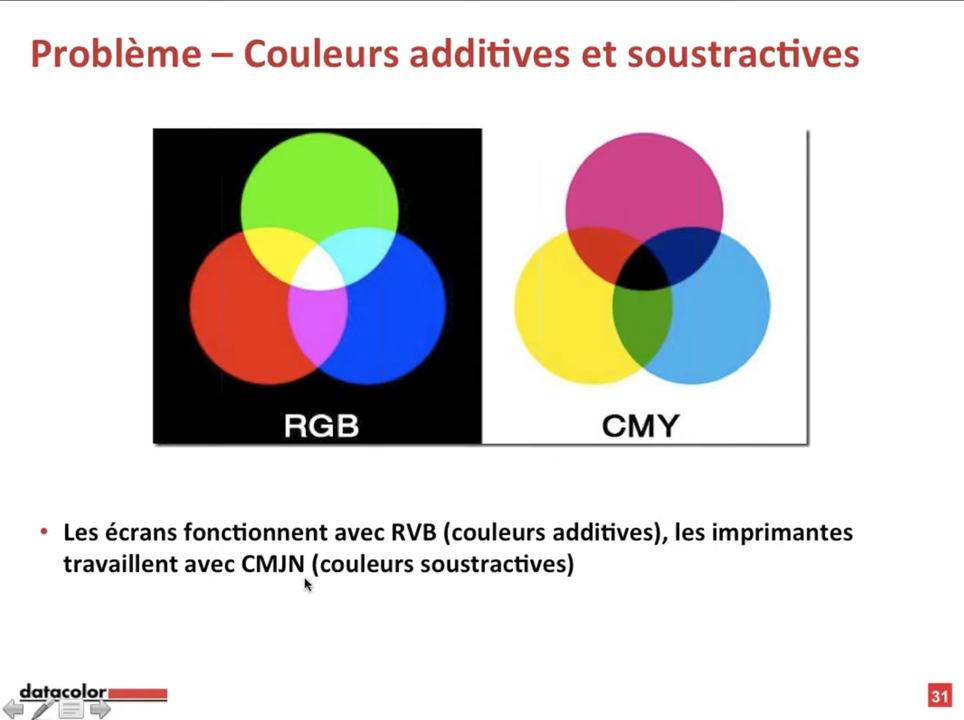 Problème – Couleurs additives et soustractives
RGB
CMY
• Les écrans fonctionnent avec RVB (couleurs additives), les imprimantes
travaillent avec CMJN (couleurs soustractives)
datacolor
31